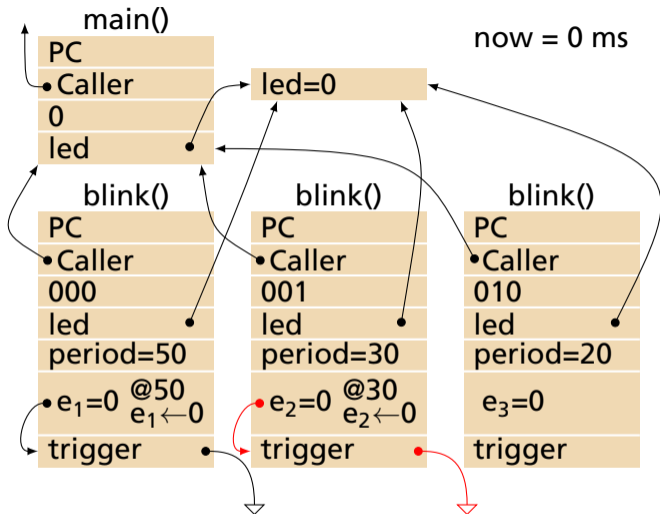 main()
PC
Caller
0
led
led=0
now = 0 ms
blink()
PC
Caller
000
led
period=50
e₁=0 @50
e₁←0
trigger
blink()
PC
Caller
001
led
period=30
e₂=0 @30
e₂←0
trigger
blink()
PC
Caller
010
led
period=20
e₃=0
trigger